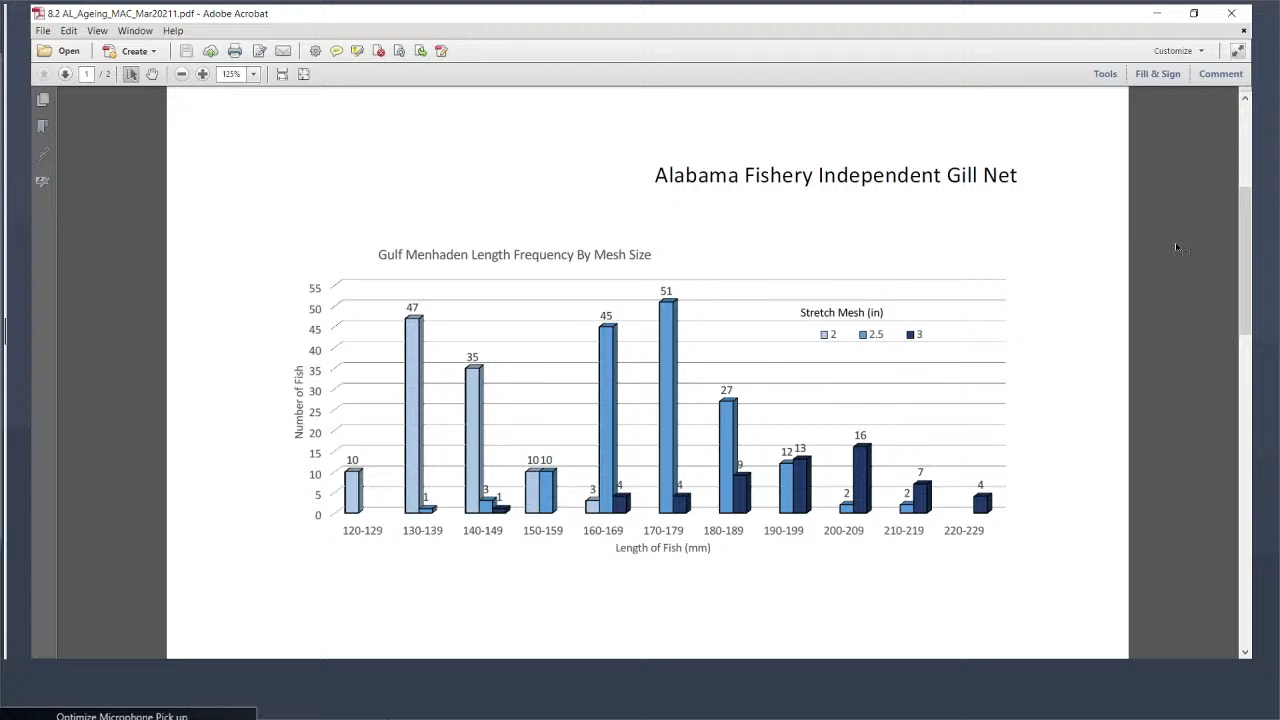 8.2 AL_Ageing_MAC_Mar20211.pdf - Adobe Acrobat
File Edit View Window Help
Open Create Customize
1 / 2 125% Tools Fill & Sign Comment
Alabama Fishery Independent Gill Net
Gulf Menhaden Length Frequency By Mesh Size
Stretch Mesh (in)
2 2.5 3
Number of Fish
55
50
45
40
35
30
25
20
15
10
5
0
10
47 1
35 3 1
10 10
3 45 4
51 4
27 9
12 13
2 16
2 7
4
120-129 130-139 140-149 150-159 160-169 170-179 180-189 190-199 200-209 210-219 220-229
Length of Fish (mm)
Optimize Microphone Pick up